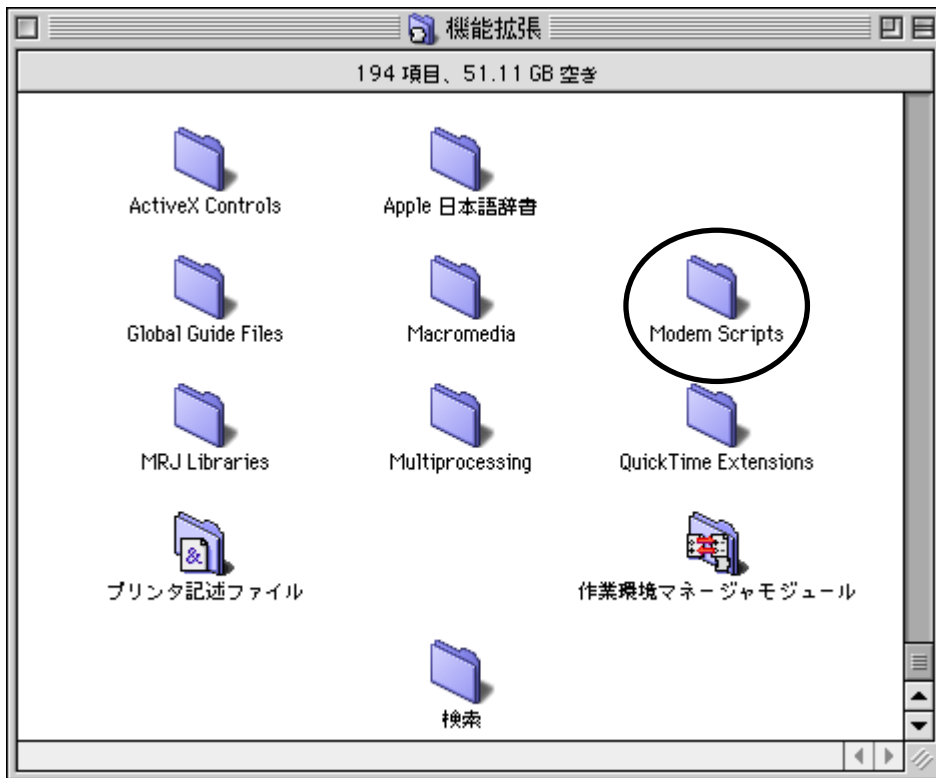 機能拡張
194 項目、51.11 GB 空き
ActiveX Controls
Apple 日本語辞書
Global Guide Files
Macromedia
Modem Scripts
MRJ Libraries
Multiprocessing
QuickTime Extensions
プリンタ記述ファイル
作業環境マネージャモジュール
検索